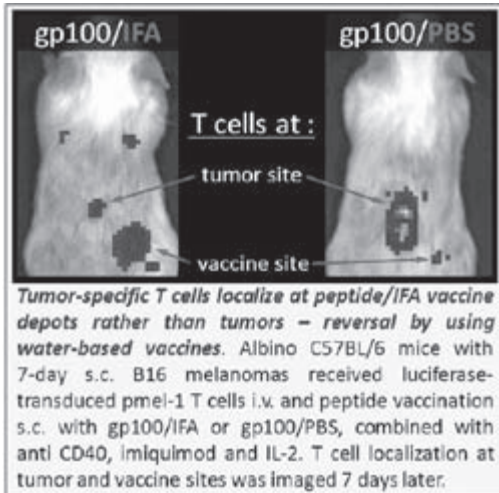 gp100/IFA gp100/PBS
T cells at :
tumor site
vaccine site
Tumor-specific T cells localize at peptide/IFA vaccine
depots rather than tumors – reversal by using
water-based vaccines. Albino C57BL/6 mice with
7-day s.c. B16 melanomas received luciferase-
transduced pmel-1 T cells i.v. and peptide vaccination
s.c. with gp100/IFA or gp100/PBS, combined with
anti CD40, imiquimod and IL-2. T cell localization at
tumor and vaccine sites was imaged 7 days later.